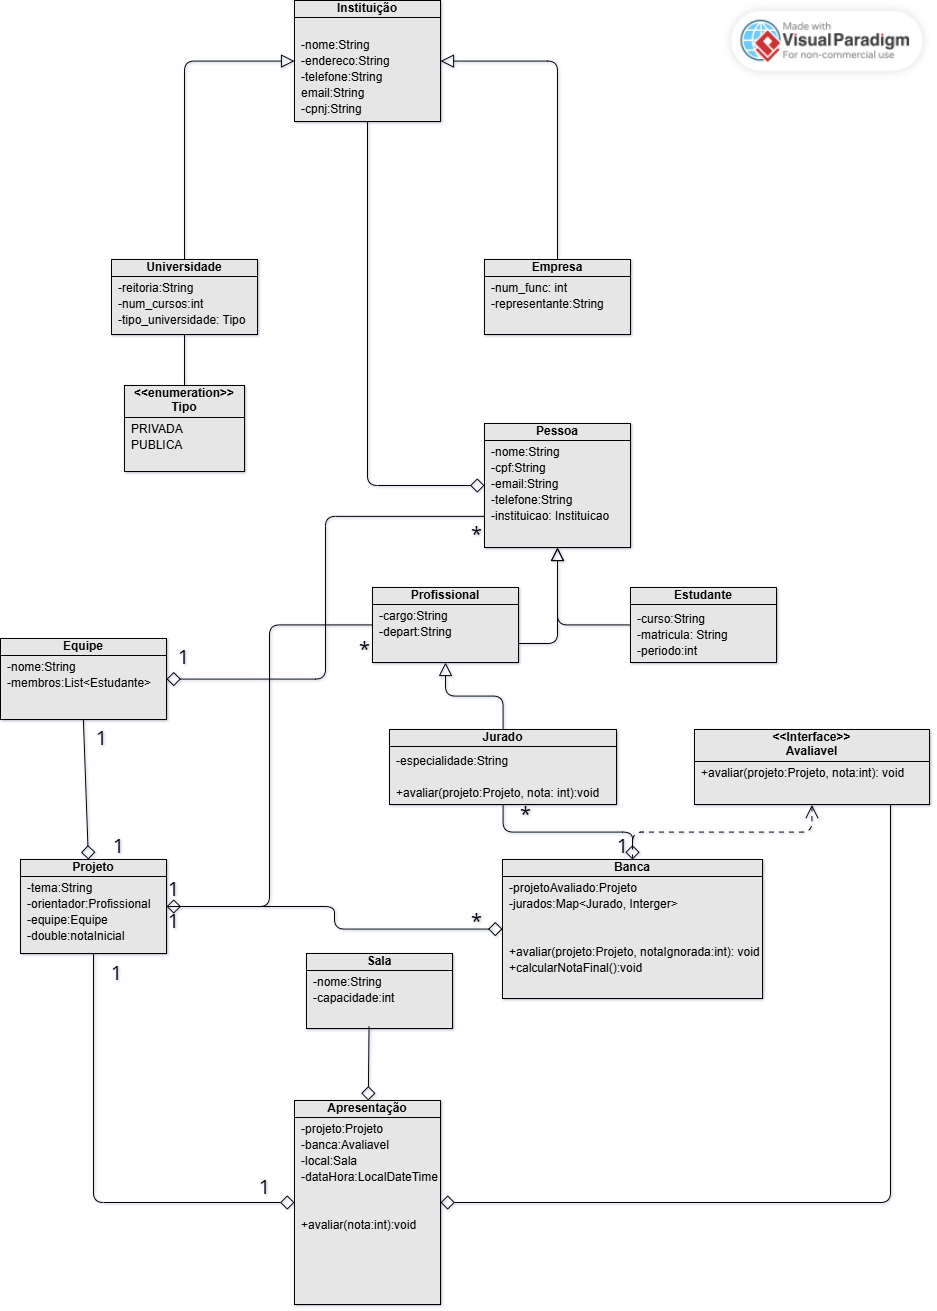 Instituição
-nome:String
-endereco:String
-telefone:String
email:String
-cpnj:String
Made with
VisualParadigm
For non-commercial use
Universidade
-reitoria:String
-num_cursos:int
-tipo_universidade: Tipo
Empresa
-num_func: int
-representante:String
<<enumeration>>
Tipo
PRIVADA
PUBLICA
Pessoa
-nome:String
-cpf:String
-email:String
-telefone:String
-instituicao: Instituicao
*
Profissional
-cargo:String
-depart:String
*
Estudante
-curso:String
-matricula: String
-periodo:int
Equipe
-nome:String
-membros:List<Estudante>
1
1
Jurado
-especialidade:String
+avaliar(projeto:Projeto, nota: int):void
*
<<Interface>>
Avaliavel
+avaliar(projeto:Projeto, nota:int): void
1
1
Projeto
-tema:String
-orientador:Profissional
-equipe:Equipe
-double:notaInicial
1
1
1
*
Banca
-projetoAvaliado:Projeto
-jurados:Map<Jurado, Interger>
+avaliar(projeto:Projeto, notaIgnorada:int): void
+calcularNotaFinal():void
Sala
-nome:String
-capacidade:int
1
Apresentação
-projeto:Projeto
-banca:Avaliavel
-local:Sala
-dataHora:LocalDateTime
+avaliar(nota:int):void